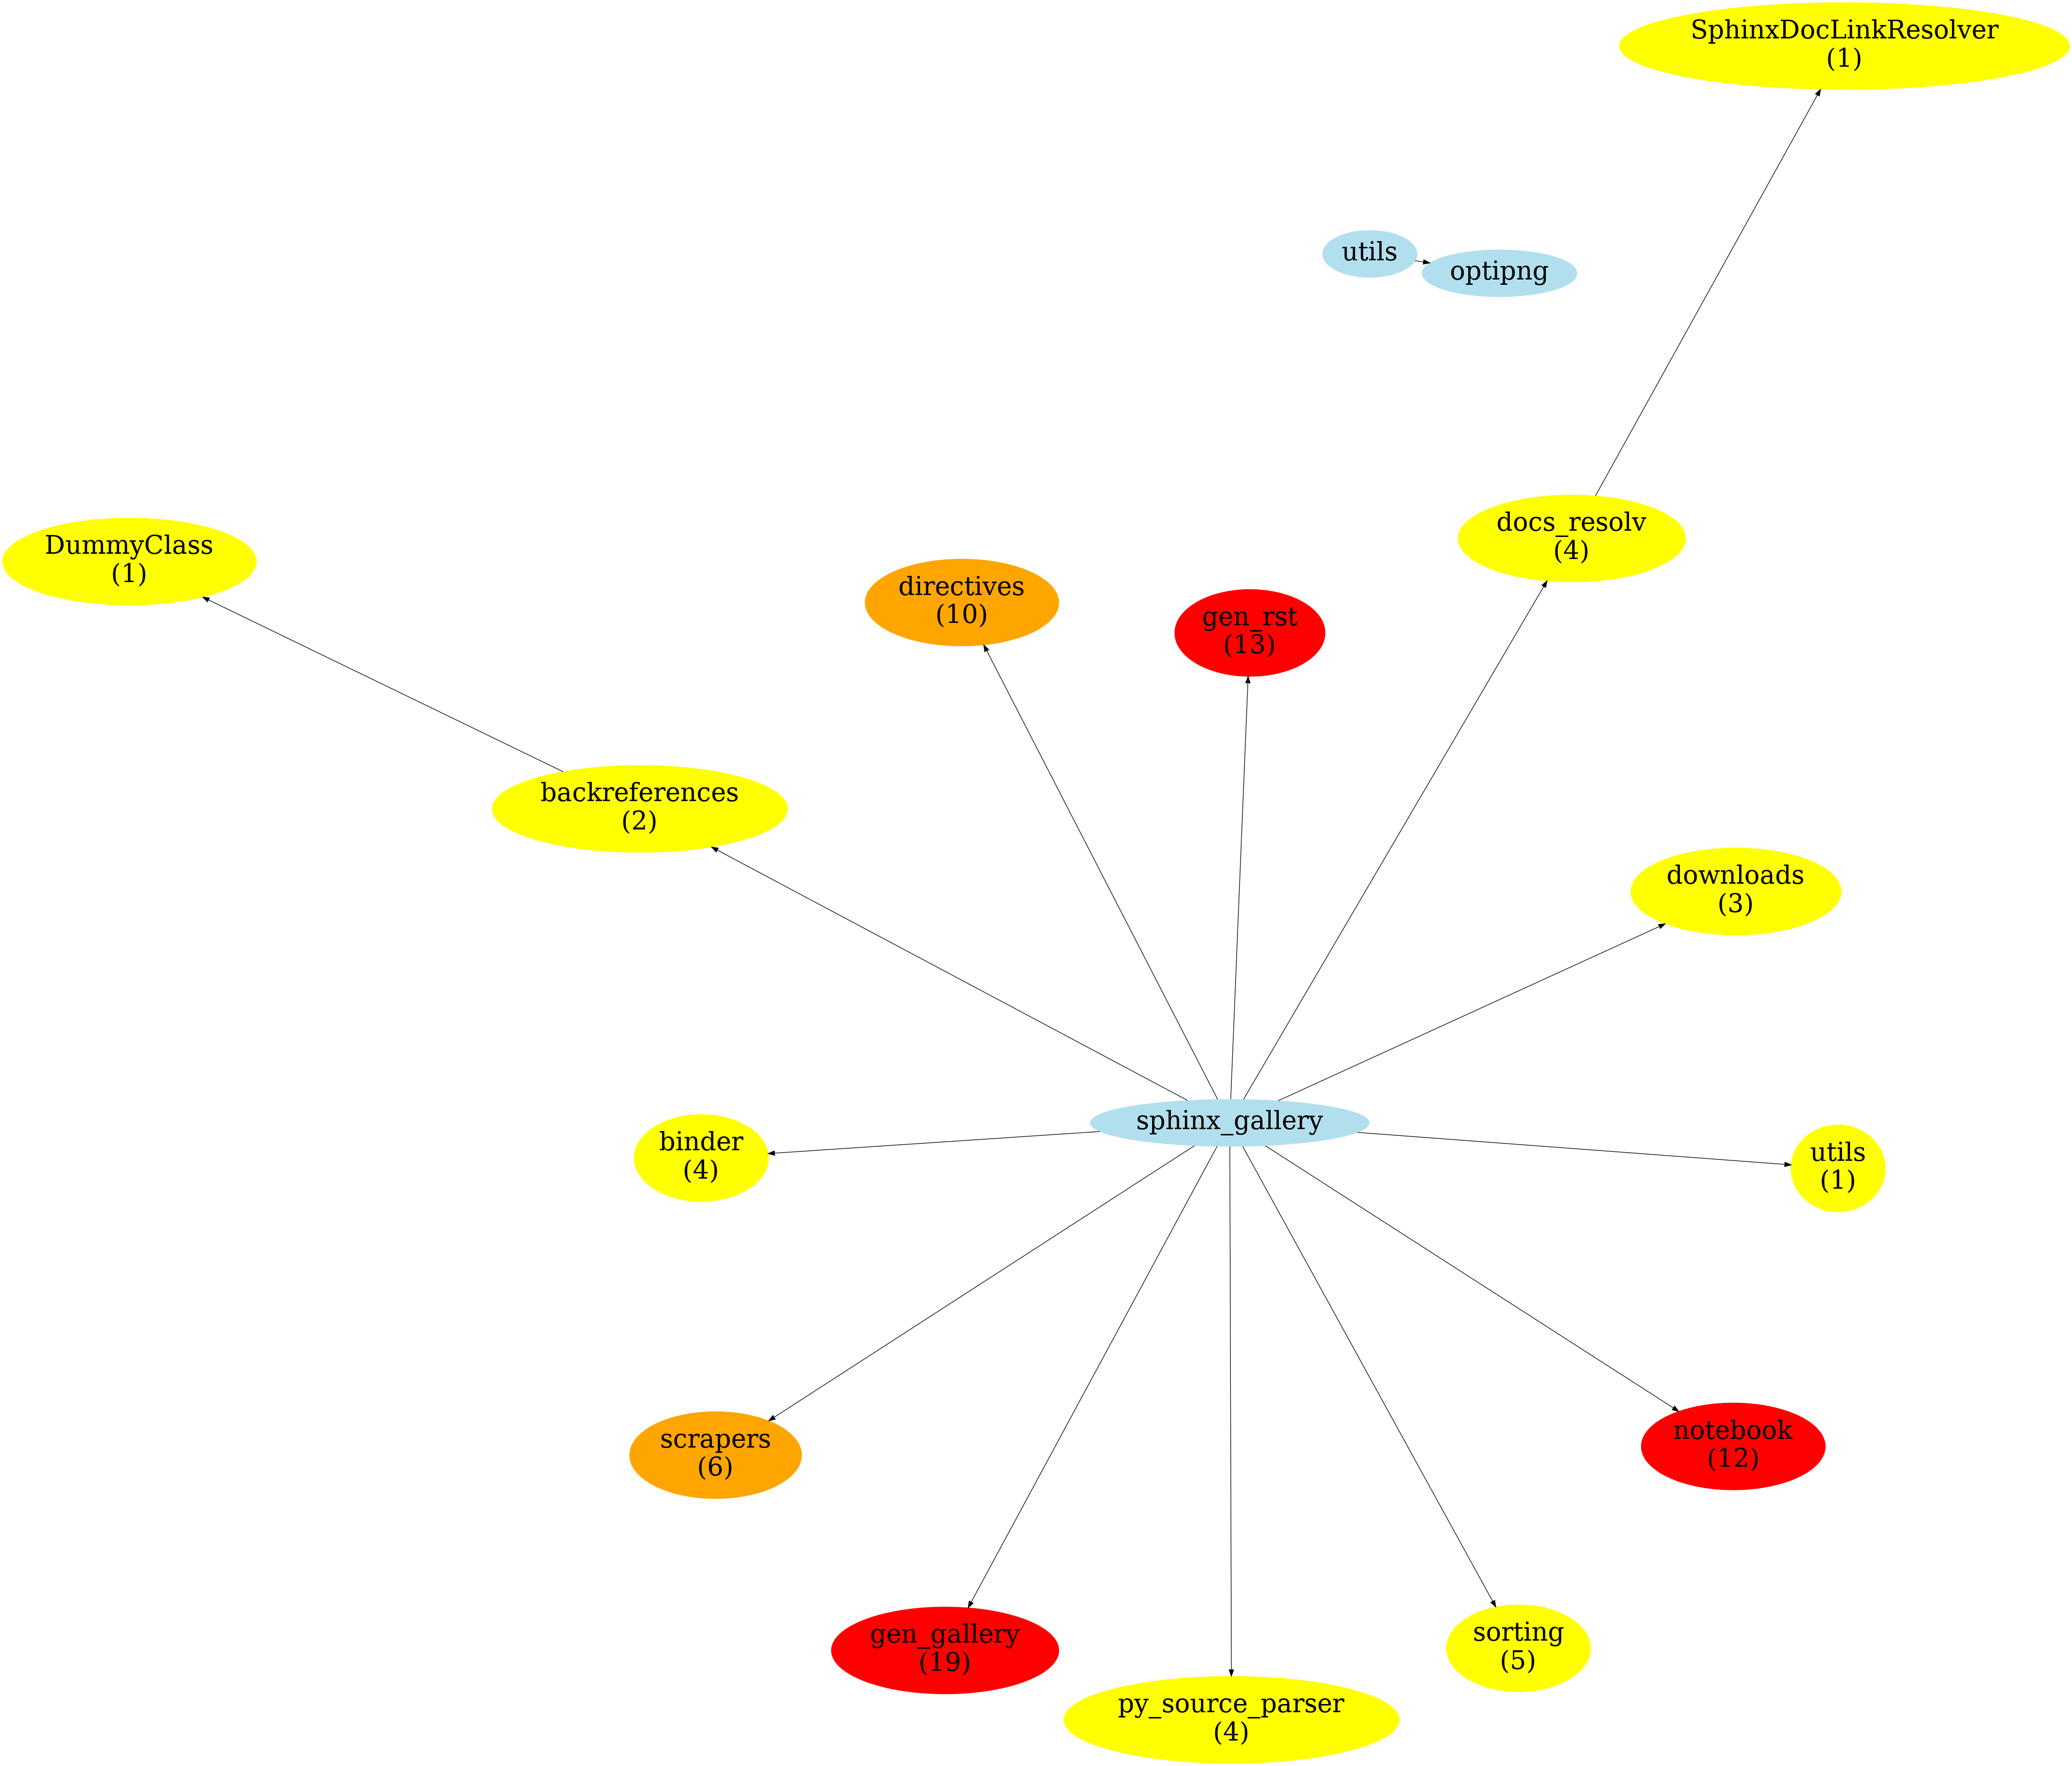 SphinxDocLinkResolver
(1)
utils
optipng
docs_resolv
(4)
DummyClass
(1)
directives
(10)
gen_rst
(13)
backreferences
(2)
downloads
(3)
sphinx_gallery
binder
(4)
utils
(1)
scrapers
(6)
notebook
(12)
gen_gallery
(19)
sorting
(5)
py_source_parser
(4)